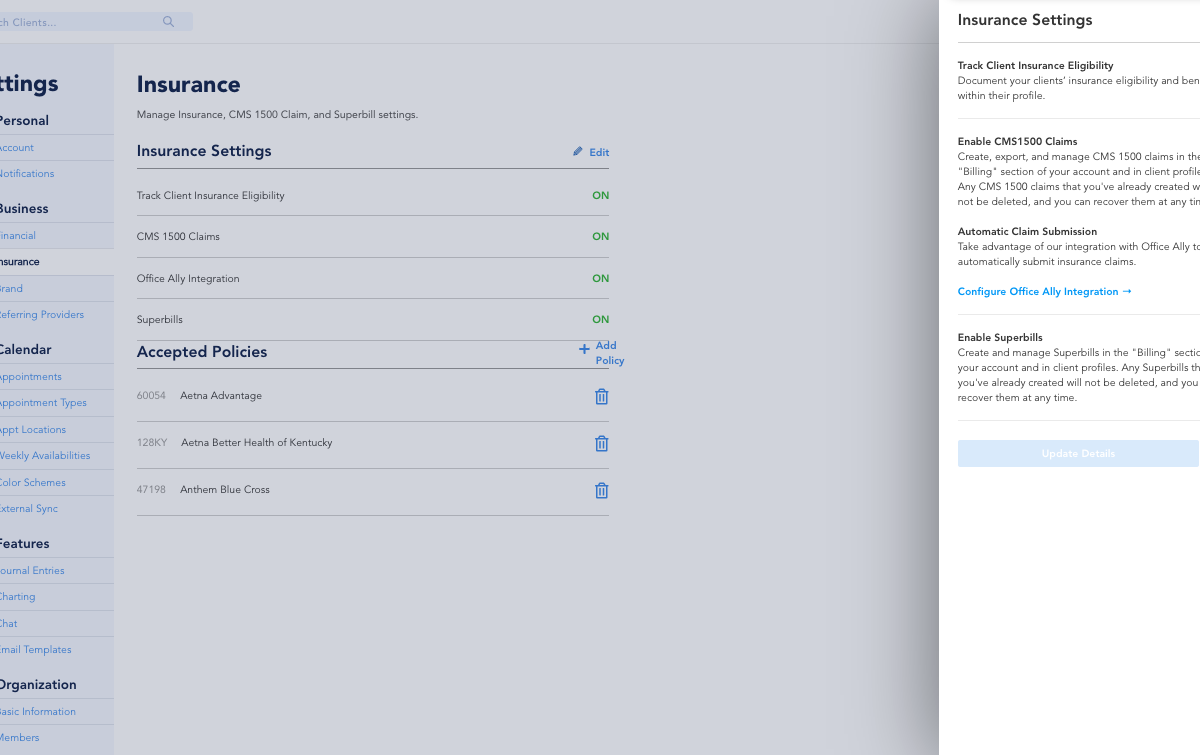 ch Clients...
ttings
Personal
Account
Notifications
Business
Financial
Insurance
Brand
Referring Providers
Calendar
Appointments
Appointment Types
Appt Locations
Weekly Availabilities
Color Schemes
External Sync
Features
Journal Entries
Charting
Chat
Email Templates
Organization
Basic Information
Members
Insurance
Manage Insurance, CMS 1500 Claim, and Superbill settings.
Insurance Settings
Edit
Track Client Insurance Eligibility ON
CMS 1500 Claims ON
Office Ally Integration ON
Superbills ON
Accepted Policies
+ Add
Policy
60054 Aetna Advantage
128KY Aetna Better Health of Kentucky
47198 Anthem Blue Cross
Insurance Settings
Track Client Insurance Eligibility
Document your clients' insurance eligibility and ben
within their profile.
Enable CMS1500 Claims
Create, export, and manage CMS 1500 claims in the
"Billing" section of your account and in client profile
Any CMS 1500 claims that you've already created w
not be deleted, and you can recover them at any tim
Automatic Claim Submission
Take advantage of our integration with Office Ally to
automatically submit insurance claims.
Configure Office Ally Integration →
Enable Superbills
Create and manage Superbills in the "Billing" sectio
your account and in client profiles. Any Superbills th
you've already created will not be deleted, and you
recover them at any time.
Update Details